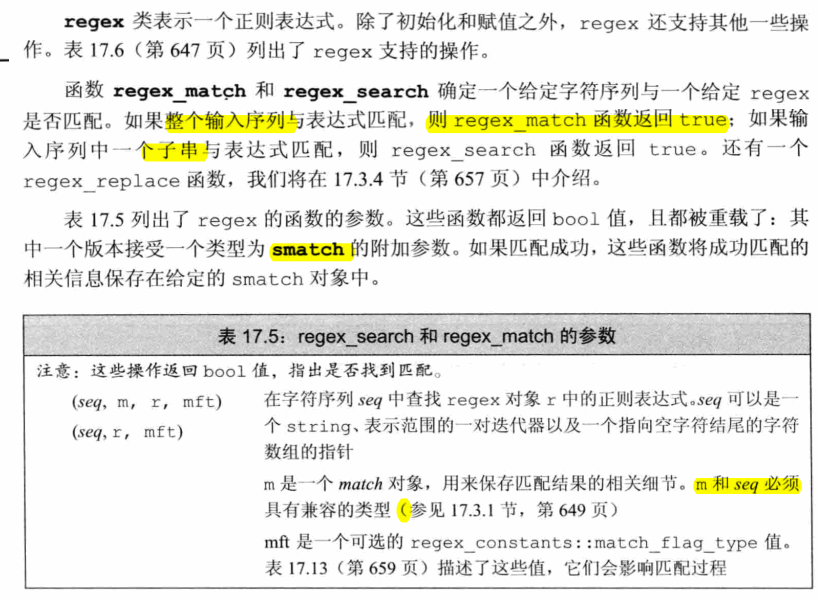 regex 类表示一个正则表达式。除了初始化和赋值之外，regex 还支持其他一些操
作。表 17.6（第 647 页）列出了 regex 支持的操作。
函数 regex_match 和 regex_search 确定一个给定字符序列与一个给定 regex
是否匹配。如果整个输入序列与表达式匹配，则 regex_match 函数返回 true；如果输
入序列中一个子串与表达式匹配，则 regex_search 函数返回 true。还有一个
regex_replace 函数，我们将在 17.3.4 节（第 657 页）中介绍。
表 17.5 列出了 regex 的函数的参数。这些函数都返回 bool 值，且都被重载了：其
中一个版本接受一个类型为 smatch 的附加参数。如果匹配成功，这些函数将成功匹配的
相关信息保存在给定的 smatch 对象中。
表 17.5：regex_search 和 regex_match 的参数
注意：这些操作返回 bool 值，指出是否找到匹配。
(seq, m, r, mft) 在字符序列 seq 中查找 regex 对象 r 中的正则表达式。seq 可以是一
(seq, r, mft) 个 string、表示范围的一对迭代器以及一个指向空字符结尾的字符
数组的指针
m 是一个 match 对象，用来保存匹配结果的相关细节。m 和 seq 必须
具有兼容的类型（参见 17.3.1 节，第 649 页）
mft 是一个可选的 regex_constants::match_flag_type 值。
表 17.13（第 659 页）描述了这些值，它们会影响匹配过程